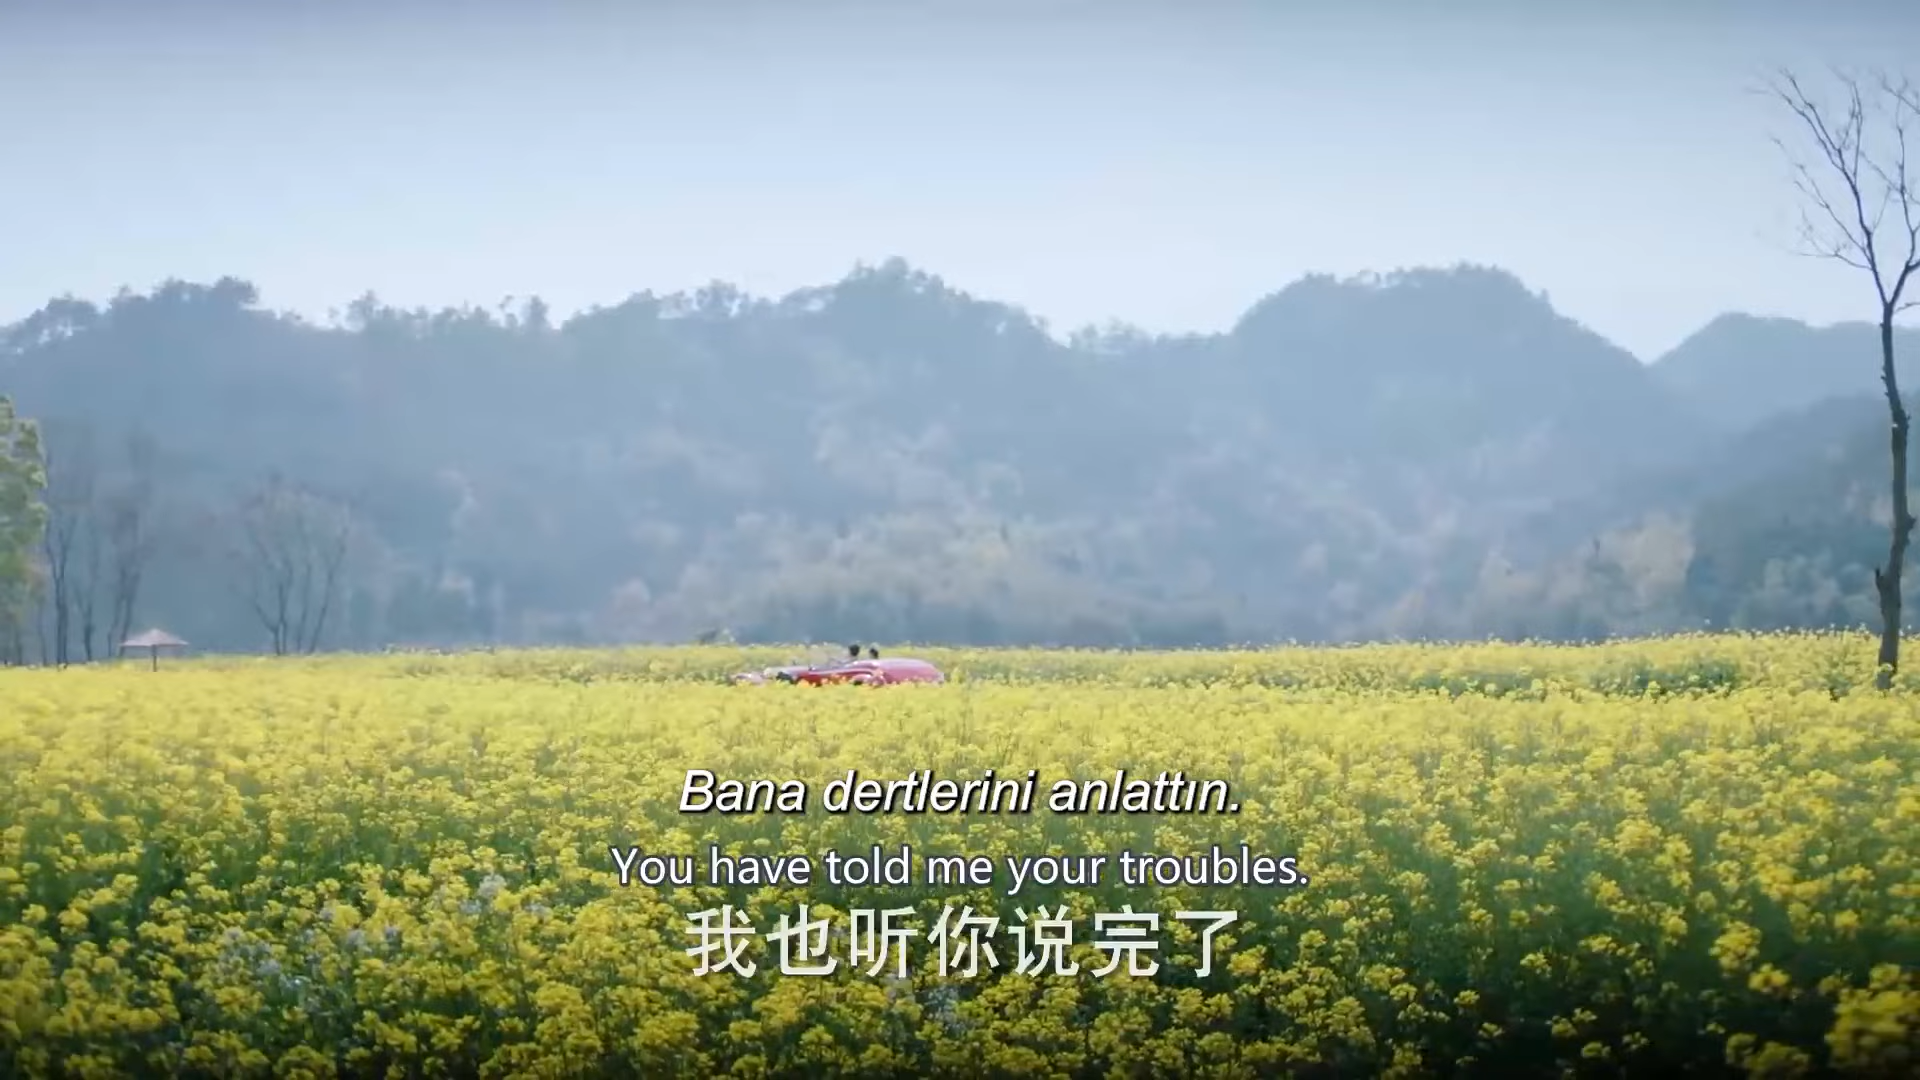 Bana dertlerini anlattın.
You have told me your troubles.
我也听你说完了